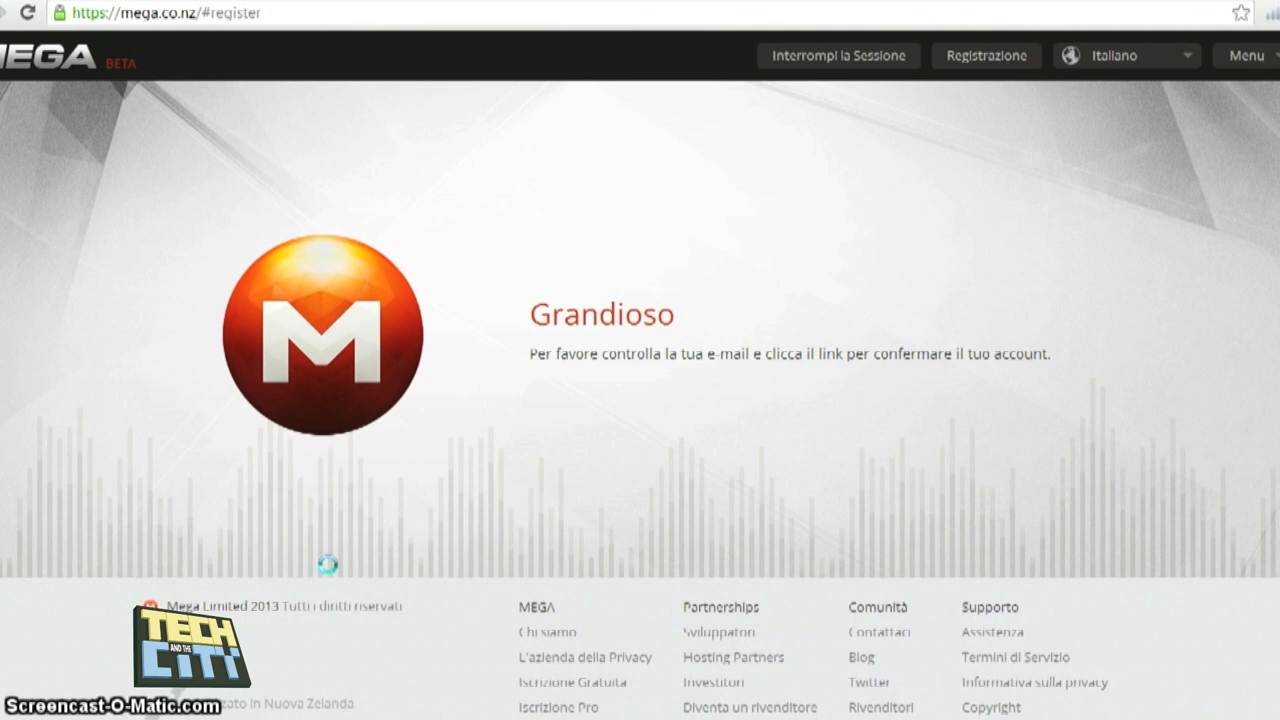 https://mega.co.nz/#register
MEGA BETA
Interrompi la Sessione
Registrazione
Italiano
Menu
M
Grandioso
Per favore controlla la tua e-mail e clicca il link per confermare il tuo account.
Mega Limited 2013 Tutti i diritti riservati
TECH
AND THE
CITY
in Nuova Zelanda
MEGA
Chi siamo
L'azienda della Privacy
Iscrizione Gratuita
Iscrizione Pro
Partnerships
Sviluppatori
Hosting Partners
Investitori
Diventa un rivenditore
Comunità
Contattaci
Blog
Twitter
Rivenditori
Supporto
Assistenza
Termini di Servizio
Informativa sulla privacy
Copyright
Screencast-O-Matic.com